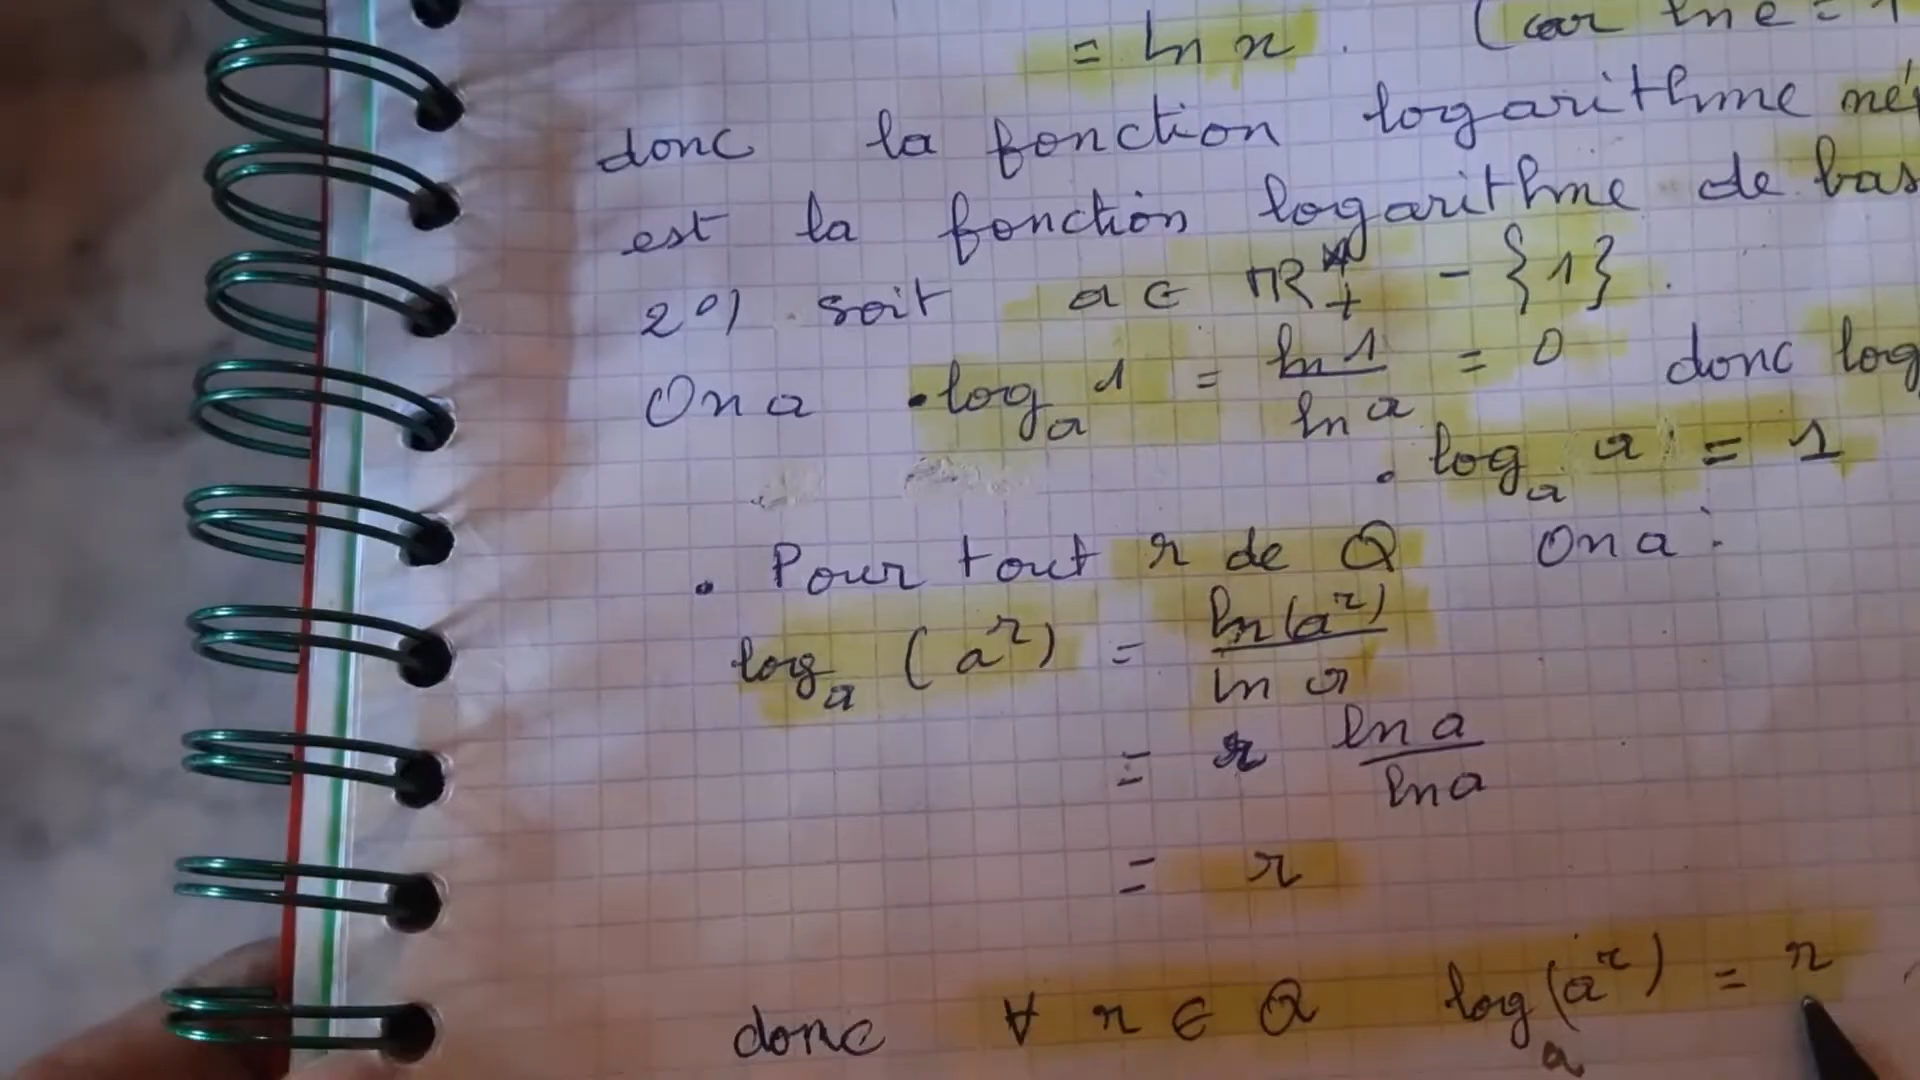 = ln x . (car ln e = 1
donc la fonction logarithme
est la fonction logarithme de
2°) soit a ∈ IR*₊ - {1} .
On a • logₐ 1 = ln 1 / ln a = 0 donc log
• logₐ a = 1
• Pour tout r de Q On a :
logₐ (aʳ) = ln(aʳ) / ln a
= r ln a / ln a
= r
donc ∀ r ∈ Q logₐ(aʳ) = r